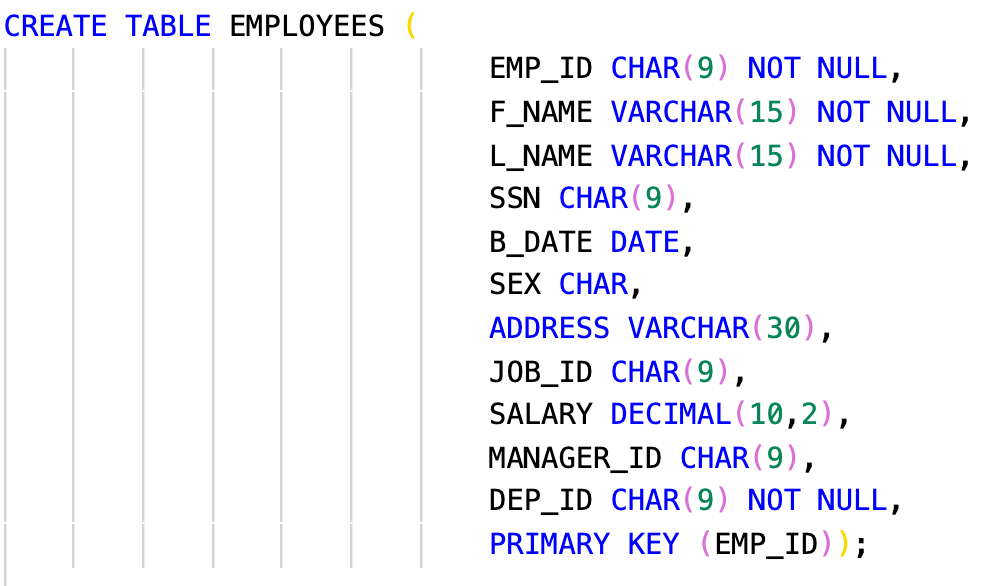 CREATE TABLE EMPLOYEES (
EMP_ID CHAR(9) NOT NULL,
F_NAME VARCHAR(15) NOT NULL,
L_NAME VARCHAR(15) NOT NULL,
SSN CHAR(9),
B_DATE DATE,
SEX CHAR,
ADDRESS VARCHAR(30),
JOB_ID CHAR(9),
SALARY DECIMAL(10,2),
MANAGER_ID CHAR(9),
DEP_ID CHAR(9) NOT NULL,
PRIMARY KEY (EMP_ID));